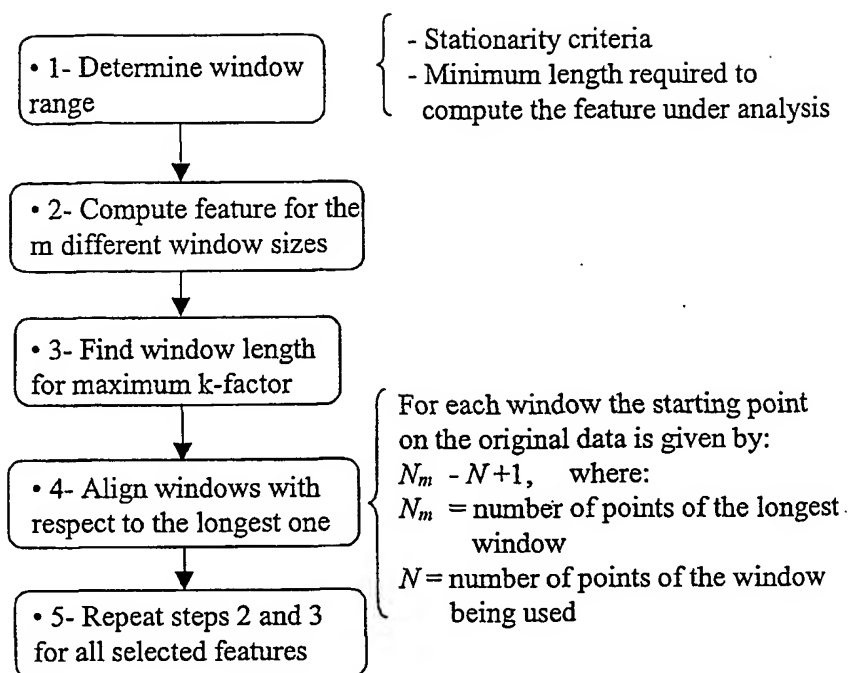 • 1- Determine window
range
- Stationarity criteria
- Minimum length required to
compute the feature under analysis
• 2- Compute feature for the
m different window sizes
• 3- Find window length
for maximum k-factor
• 4- Align windows with
respect to the longest one
For each window the starting point
on the original data is given by:
Nm - N+1, where:
Nm = number of points of the longest
window
N = number of points of the window
being used
• 5- Repeat steps 2 and 3
for all selected features